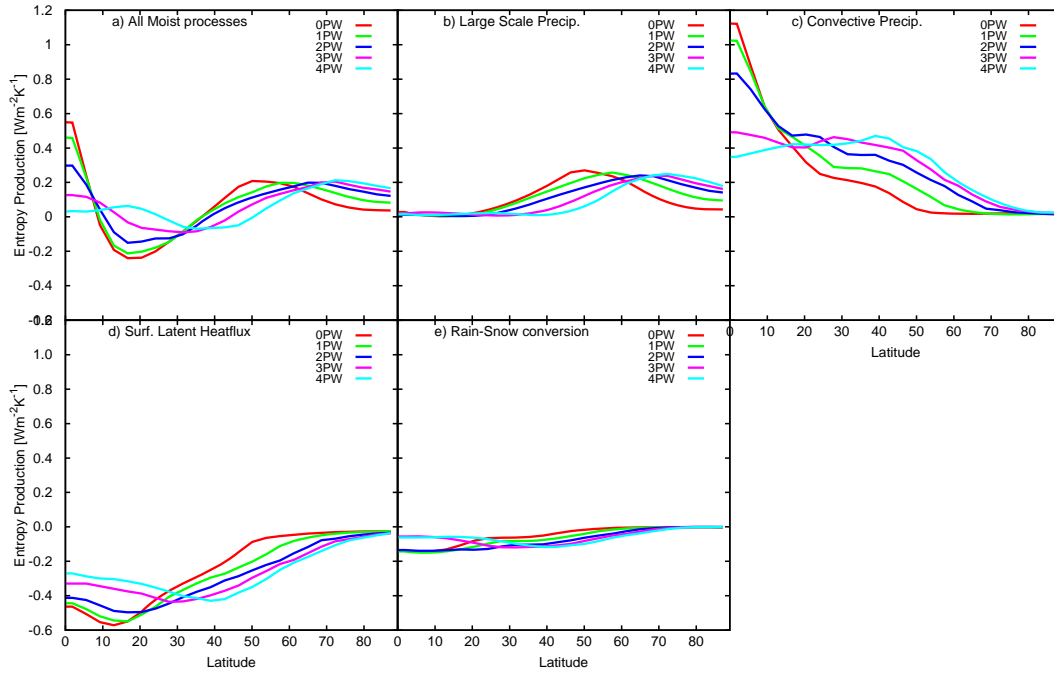 a) All Moist processes
0PW
1PW
2PW
3PW
4PW
b) Large Scale Precip.
0PW
1PW
2PW
3PW
4PW
c) Convective Precip.
0PW
1PW
2PW
3PW
4PW
Entropy Production [Wm-2K-1]
1.2
1
0.8
0.6
0.4
0.2
0
-0.2
-0.4
0 10 20 30 40 50 60 70 80
Latitude
d) Surf. Latent Heatflux
0PW
1PW
2PW
3PW
4PW
e) Rain-Snow conversion
0PW
1PW
2PW
3PW
4PW
Entropy Production [Wm-2K-1]
1.0
0.8
0.6
0.4
0.2
0.0
-0.2
-0.4
-0.6
0 10 20 30 40 50 60 70 80
Latitude
0 10 20 30 40 50 60 70 80
Latitude